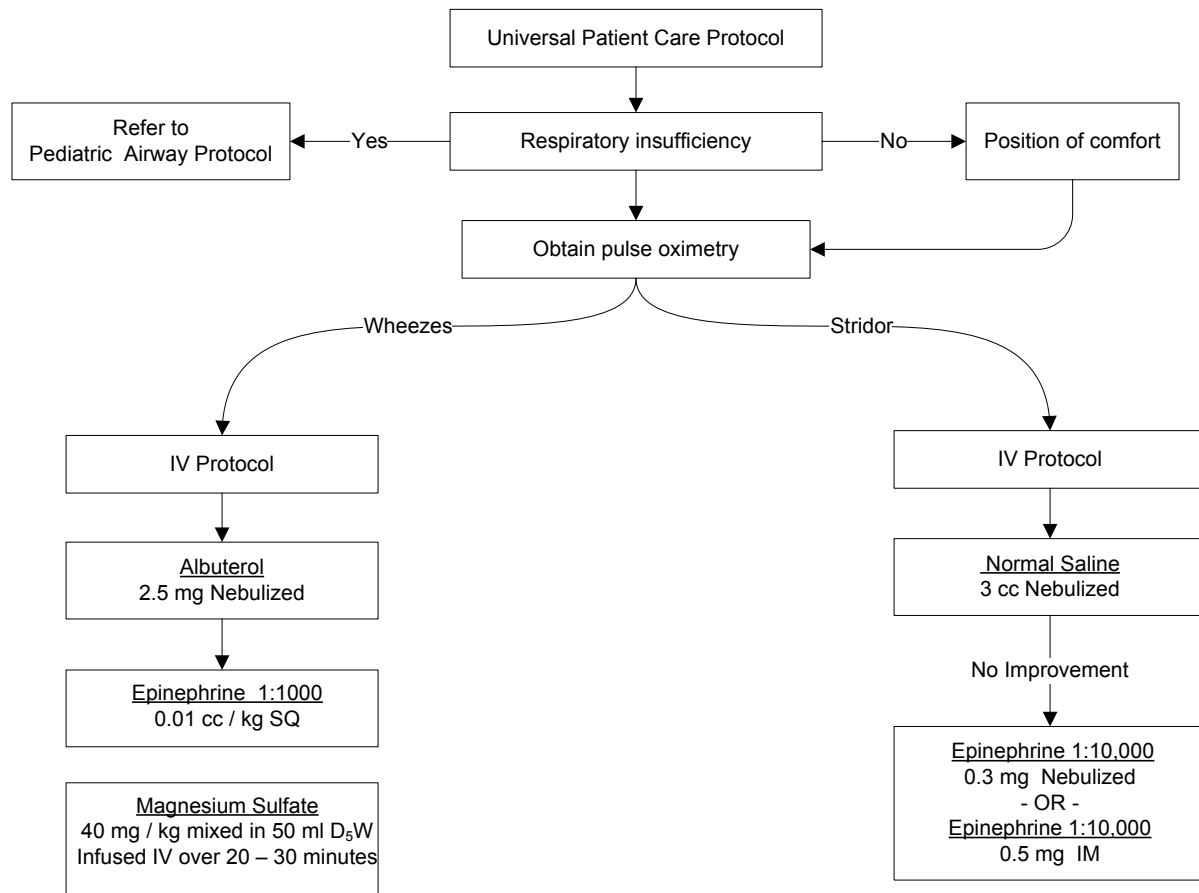 Universal Patient Care Protocol
Refer to
Pediatric Airway Protocol
Yes
Respiratory insufficiency
No
Position of comfort
Obtain pulse oximetry
Wheezes
Stridor
IV Protocol
Albuterol
2.5 mg Nebulized
Epinephrine 1:1000
0.01 cc / kg SQ
Magnesium Sulfate
40 mg / kg mixed in 50 ml D₅W
Infused IV over 20 – 30 minutes
IV Protocol
Normal Saline
3 cc Nebulized
No Improvement
Epinephrine 1:10,000
0.3 mg Nebulized
- OR -
Epinephrine 1:10,000
0.5 mg IM